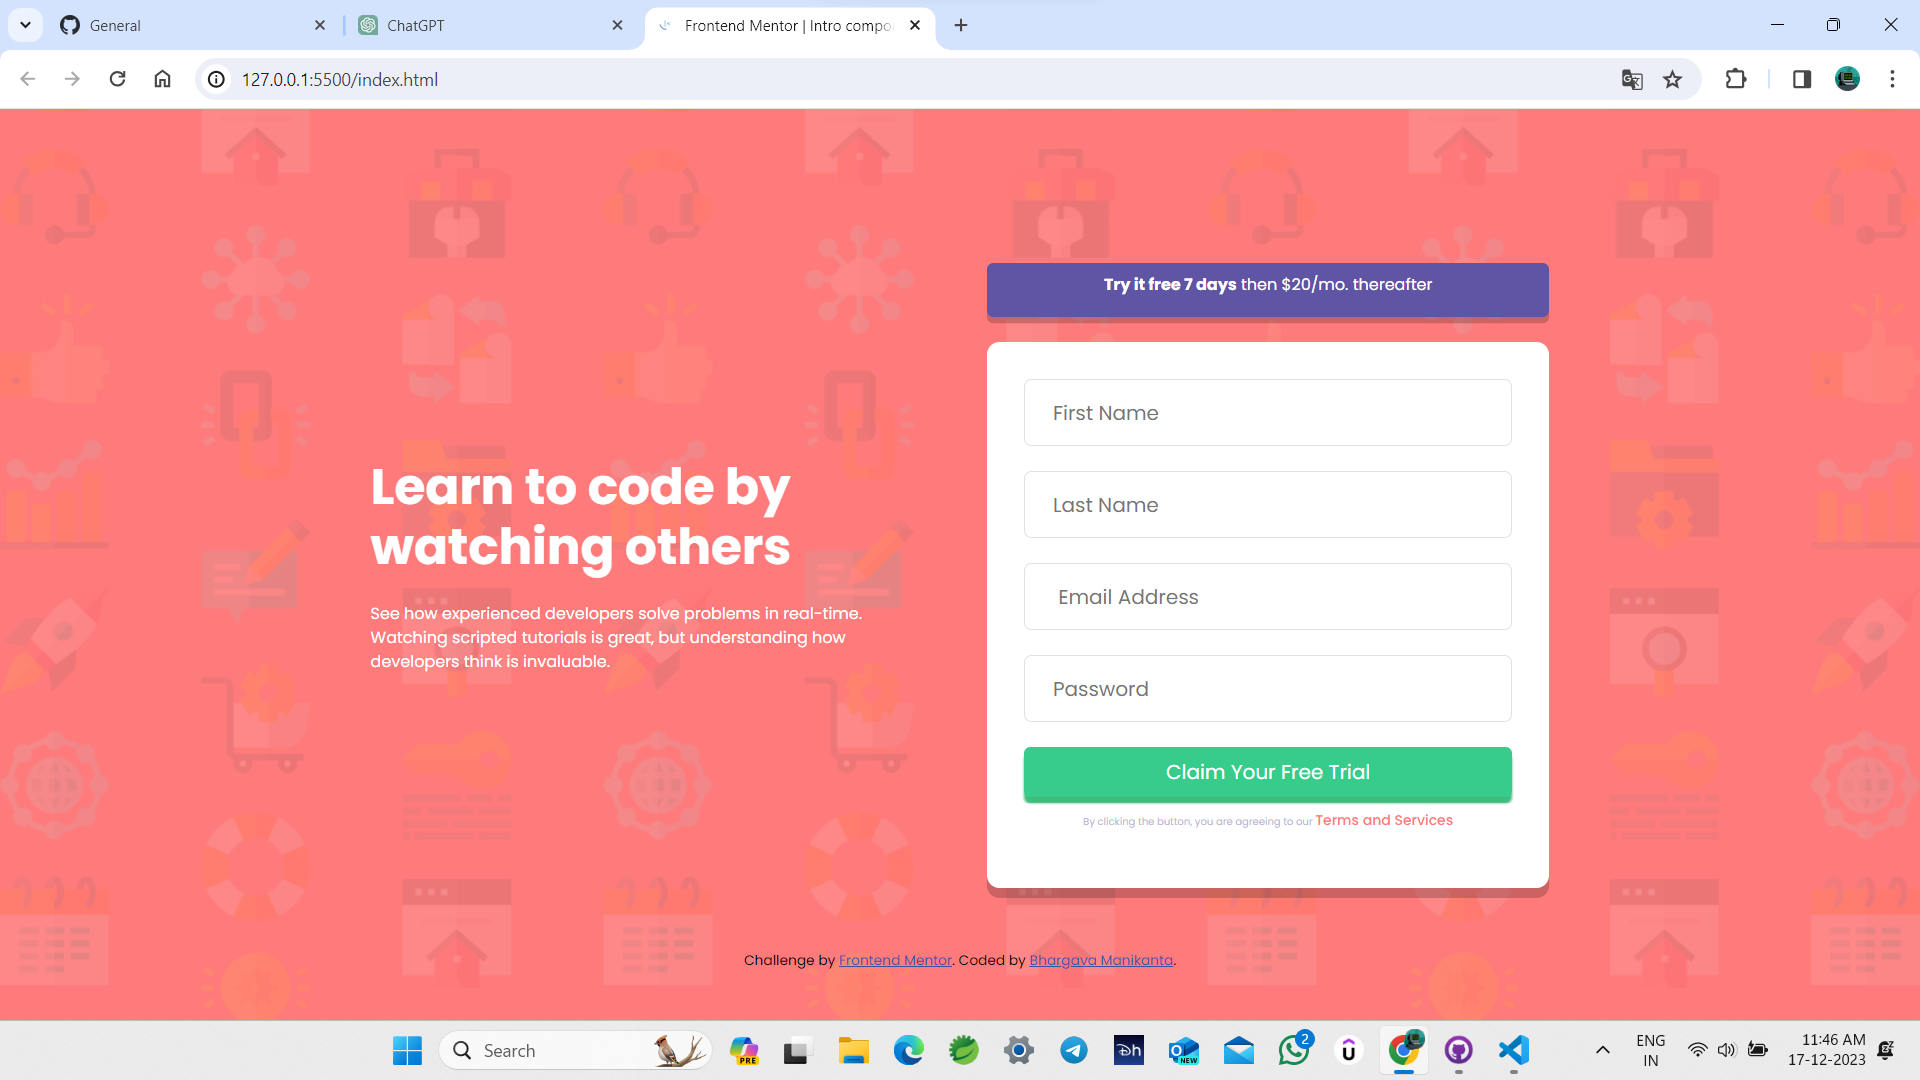 General
ChatGPT
Frontend Mentor | Intro compo
127.0.0.1:5500/index.html
Try it free 7 days then $20/mo. thereafter
First Name
Last Name
Email Address
Password
Claim Your Free Trial
By clicking the button, you are agreeing to our Terms and Services
Learn to code by
watching others
See how experienced developers solve problems in real-time.
Watching scripted tutorials is great, but understanding how
developers think is invaluable.
Challenge by Frontend Mentor. Coded by Bhargava Manikanta.
Search
PRE
Dh
NEW
2
ENG
IN
11:46 AM
17-12-2023